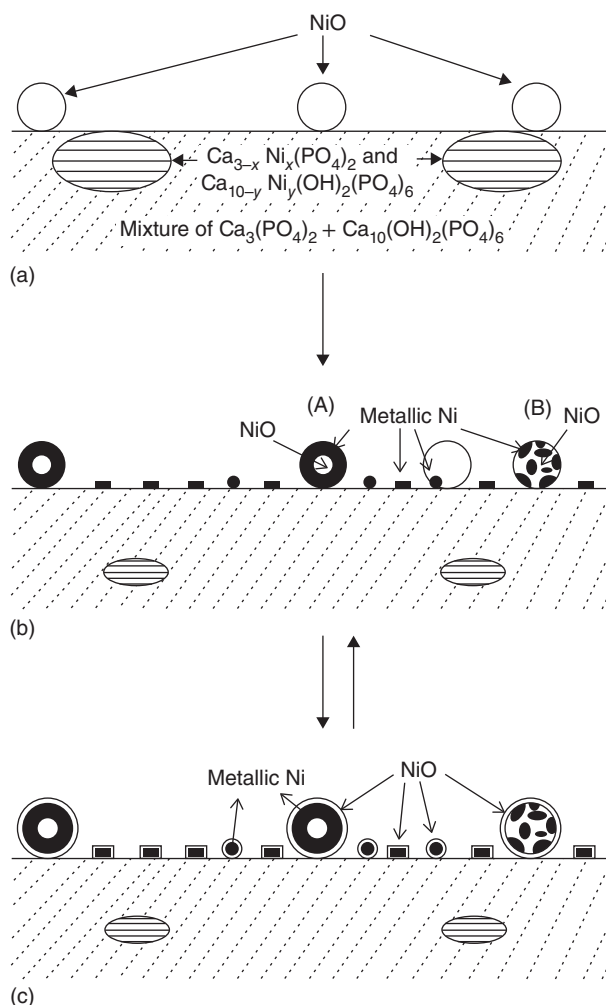 NiO
Ca₃₋ₓ Niₓ(PO₄)₂ and
Ca₁₀₋ᵧ Niᵧ(OH)₂(PO₄)₆
Mixture of Ca₃(PO₄)₂ + Ca₁₀(OH)₂(PO₄)₆
(a)
(A) Metallic Ni (B)
NiO NiO
(b)
Metallic Ni NiO
(c)